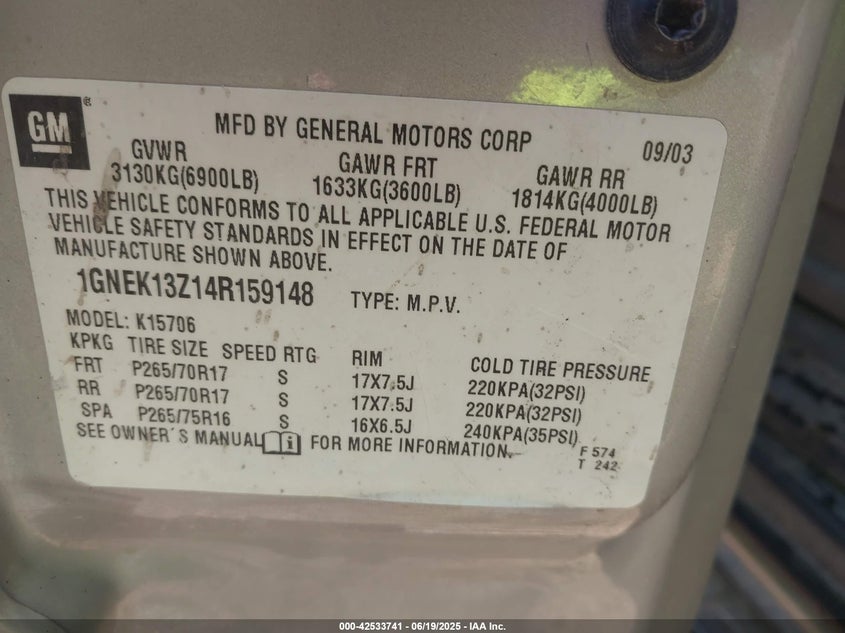 GM®
MFD BY GENERAL MOTORS CORP 09/03
GVWR GAWR FRT GAWR RR
3130KG(6900LB) 1633KG(3600LB) 1814KG(4000LB)
THIS VEHICLE CONFORMS TO ALL APPLICABLE U.S. FEDERAL MOTOR
VEHICLE SAFETY STANDARDS IN EFFECT ON THE DATE OF
MANUFACTURE SHOWN ABOVE.
1GNEK13Z14R159148 TYPE: M.P.V.
MODEL: K15706
KPKG TIRE SIZE SPEED RTG RIM COLD TIRE PRESSURE
FRT P265/70R17 S 17X7.5J 220KPA(32PSI)
RR P265/70R17 S 17X7.5J 220KPA(32PSI)
SPA P265/75R16 S 16X6.5J 240KPA(35PSI)
SEE OWNER'S MANUAL FOR MORE INFORMATION.
F 574
T 242
000-42533741 - 06/19/2025 - IAA Inc.